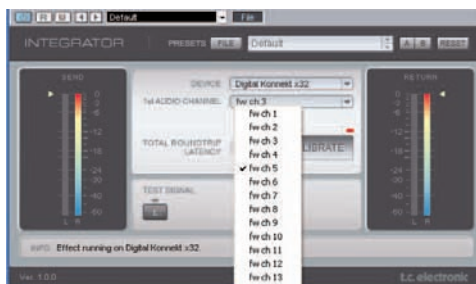 Default File
INTEGRATOR PRESETS FILE Default A B RESET
SEND RETURN
DEVICE Digital Konnekt x32
1st AUDIO CHANNEL fw ch 3
fw ch 1
fw ch 2
fw ch 3
fw ch 4
TOTAL ROUNDTRIP LATENCY
✔ fw ch 5
fw ch 6
TEST SIGNAL
fw ch 7
fw ch 8
L
fw ch 9
fw ch 10
L R L R
INFO Effect running on Digital Konnekt x32
fw ch 11
fw ch 12
fw ch 13
Ver. 1.0.0 t.c. electronic